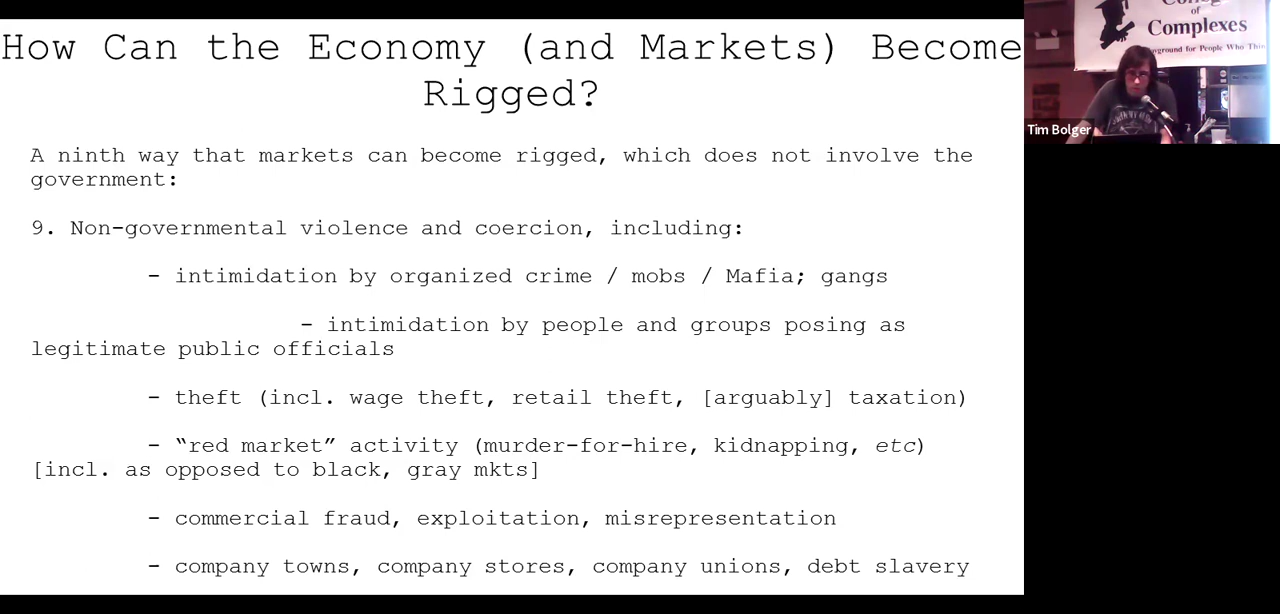 How Can the Economy (and Markets) Become
Rigged?
A ninth way that markets can become rigged, which does not involve the
government:
9. Non-governmental violence and coercion, including:
- intimidation by organized crime / mobs / Mafia; gangs
- intimidation by people and groups posing as
legitimate public officials
- theft (incl. wage theft, retail theft, [arguably] taxation)
- “red market” activity (murder-for-hire, kidnapping, etc)
[incl. as opposed to black, gray mkts]
- commercial fraud, exploitation, misrepresentation
- company towns, company stores, company unions, debt slavery
of
Complexes
for People Who
Tim Bolger